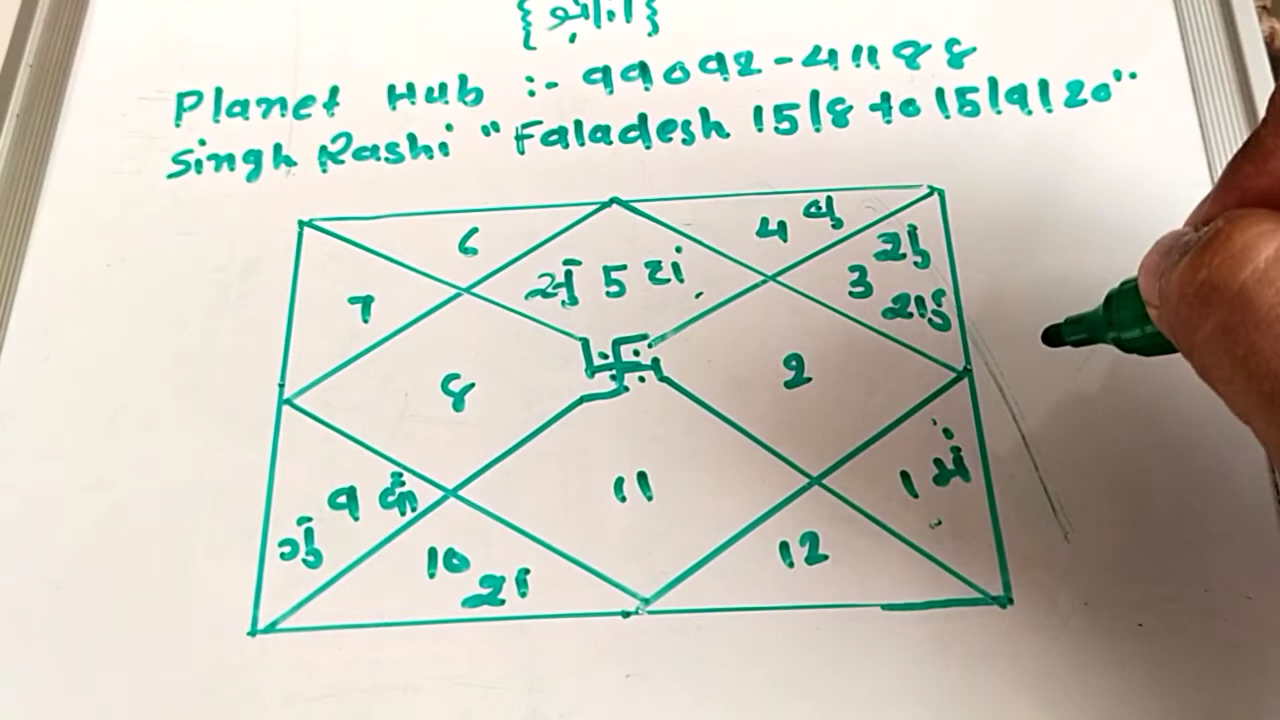 Planet Hub :- 99092-41188
Singh Rashi "Faladesh 15/8 to 15/9/20"
6
4 બુ
7
સૂ 5 ચં
3 શુ
રાહુ
8
2
9 કે
ગુ
11
1 મં
10
શ
12